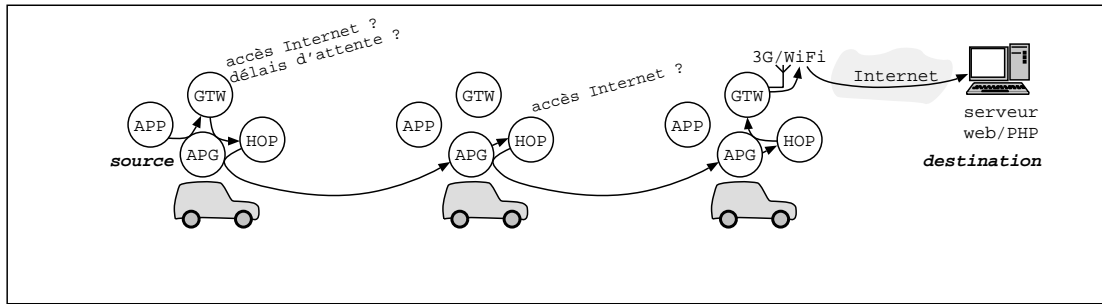 accès Internet ?
délais d'attente ?
GTW
APP
HOP
source
APG
GTW
accès Internet ?
APP
HOP
APG
3G/WiFi
GTW
APP
HOP
APG
Internet
serveur
web/PHP
destination